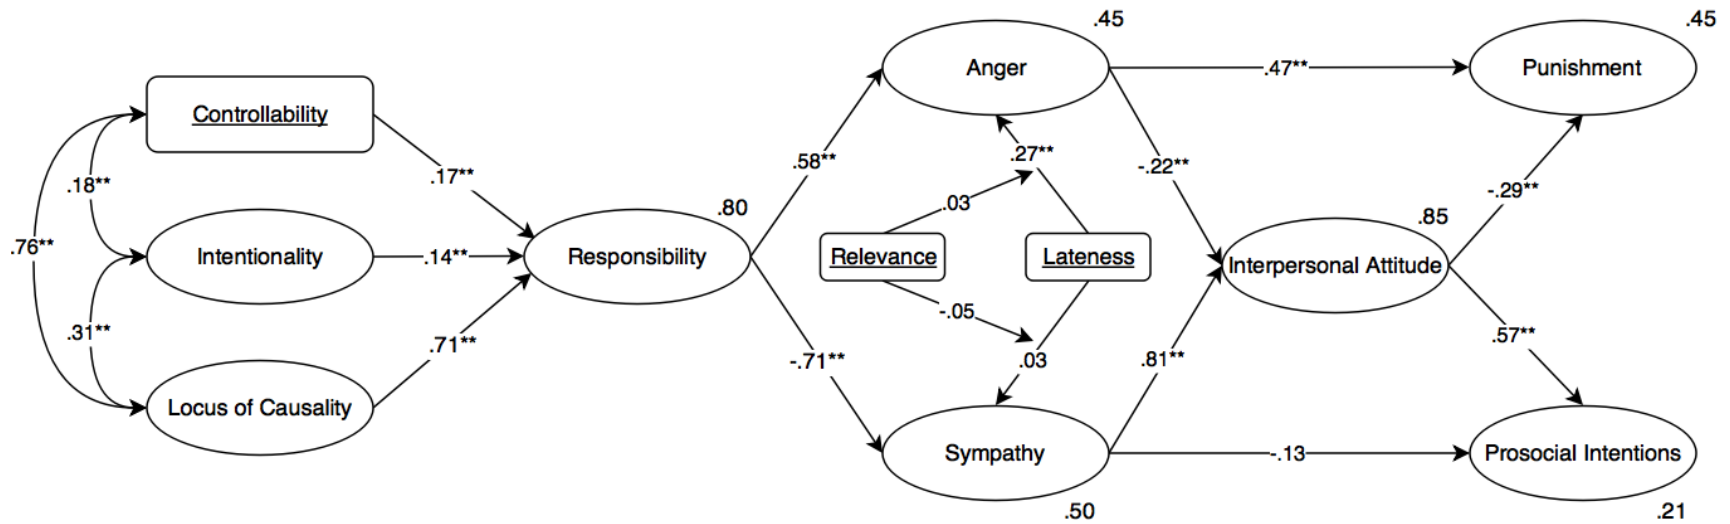 .45
.45
Anger
.47**
Punishment
Controllability
.18**
.17**
.58**
.27**
-.22**
-.29**
.03
.80
.85
.76**
Intentionality
.14**
Responsibility
Relevance
Lateness
Interpersonal Attitude
-.05
.31**
.71**
-.71**
.03
.81**
.57**
Locus of Causality
Sympathy
-.13
Prosocial Intentions
.50
.21